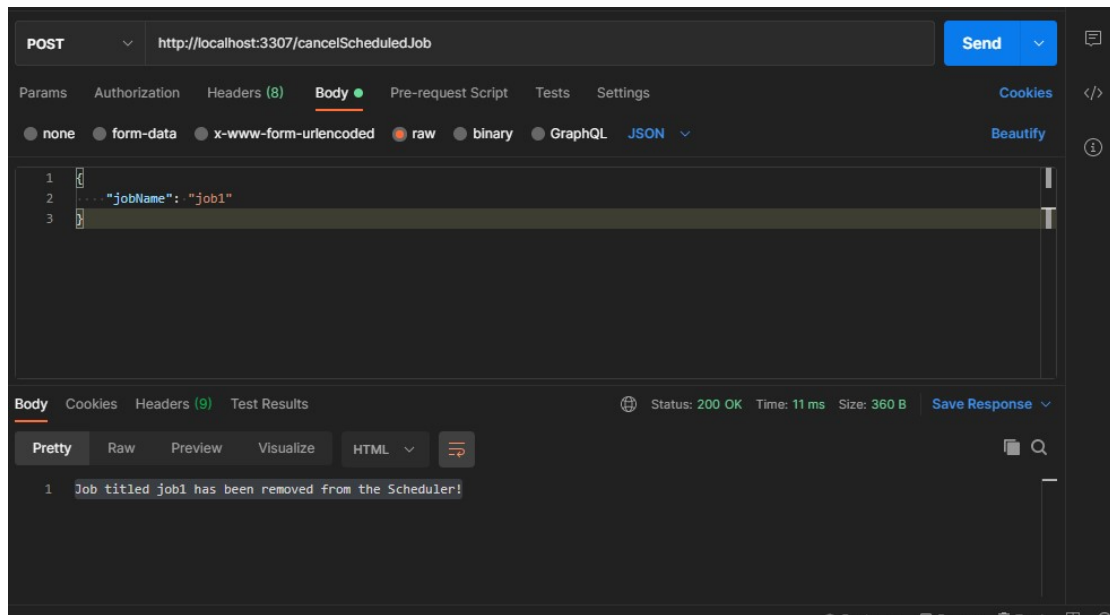 POST http://localhost:3307/cancelScheduledJob Send
Params Authorization Headers (8) Body Pre-request Script Tests Settings Cookies
none form-data x-www-form-urlencoded raw binary GraphQL JSON Beautify
1 {
2 "jobName": "job1"
3 }
Body Cookies Headers (9) Test Results Status: 200 OK Time: 11 ms Size: 360 B Save Response
Pretty Raw Preview Visualize HTML
1 Job titled job1 has been removed from the Scheduler!